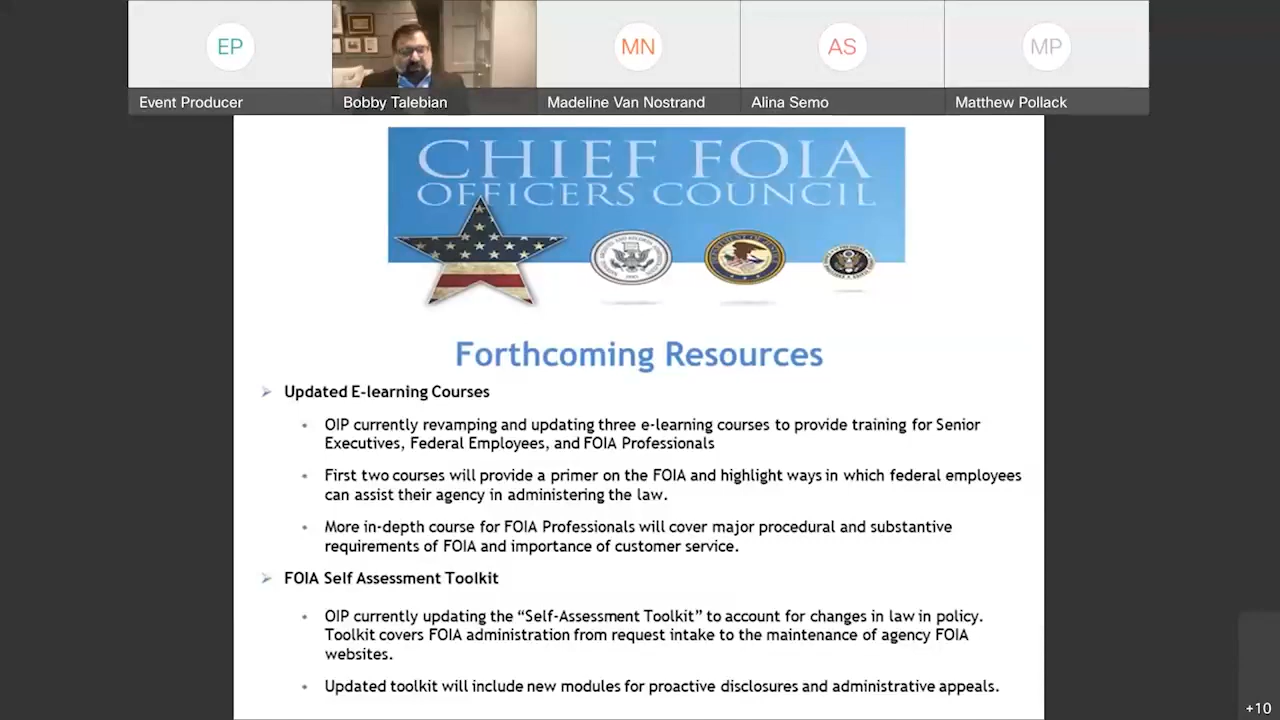 EP
MN
AS
MP
Event Producer
Bobby Talebian
Madeline Van Nostrand
Alina Semo
Matthew Pollack
CHIEF FOIA
OFFICERS COUNCIL
Forthcoming Resources
Updated E-learning Courses
OIP currently revamping and updating three e-learning courses to provide training for Senior
Executives, Federal Employees, and FOIA Professionals
First two courses will provide a primer on the FOIA and highlight ways in which federal employees
can assist their agency in administering the law.
More in-depth course for FOIA Professionals will cover major procedural and substantive
requirements of FOIA and importance of customer service.
FOIA Self Assessment Toolkit
OIP currently updating the “Self-Assessment Toolkit” to account for changes in law in policy.
Toolkit covers FOIA administration from request intake to the maintenance of agency FOIA
websites.
Updated toolkit will include new modules for proactive disclosures and administrative appeals.
+10